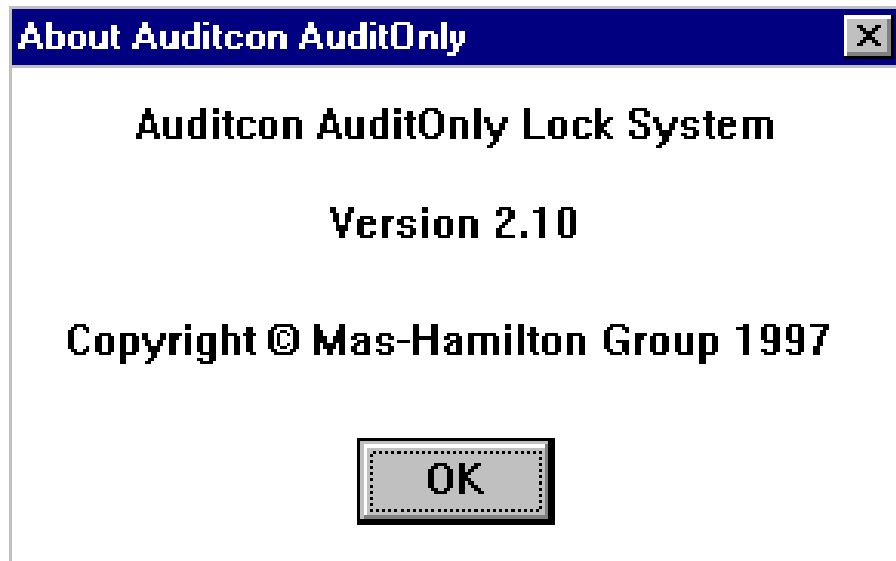 About Auditcon AuditOnly
Auditcon AuditOnly Lock System
Version 2.10
Copyright © Mas-Hamilton Group 1997
OK